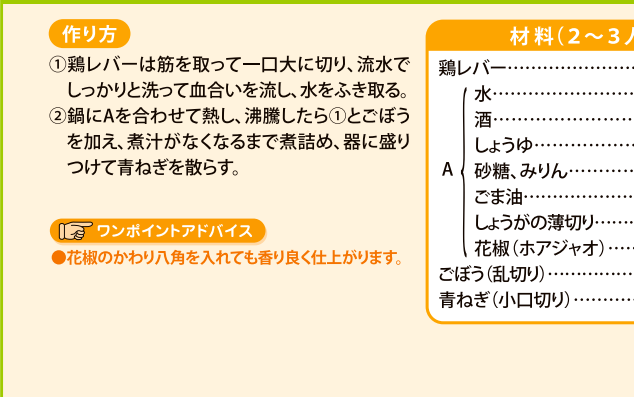 作り方
①鶏レバーは筋を取って一口大に切り、流水で
しっかりと洗って血合いを流し、水をふき取る。
②鍋にAを合わせて熱し、沸騰したら①とごぼう
を加え、煮汁がなくなるまで煮詰め、器に盛り
つけて青ねぎを散らす。
ワンポイントアドバイス
●花椒のかわり八角を入れても香り良く仕上がります。
材料（2〜3人
鶏レバー……………………
A
水……………………………
酒……………………………
しょうゆ……………………
砂糖、みりん………………
ごま油………………………
しょうがの薄切り…………
花椒（ホアジャオ）………
ごぼう（乱切り）……………
青ねぎ（小口切り）…………